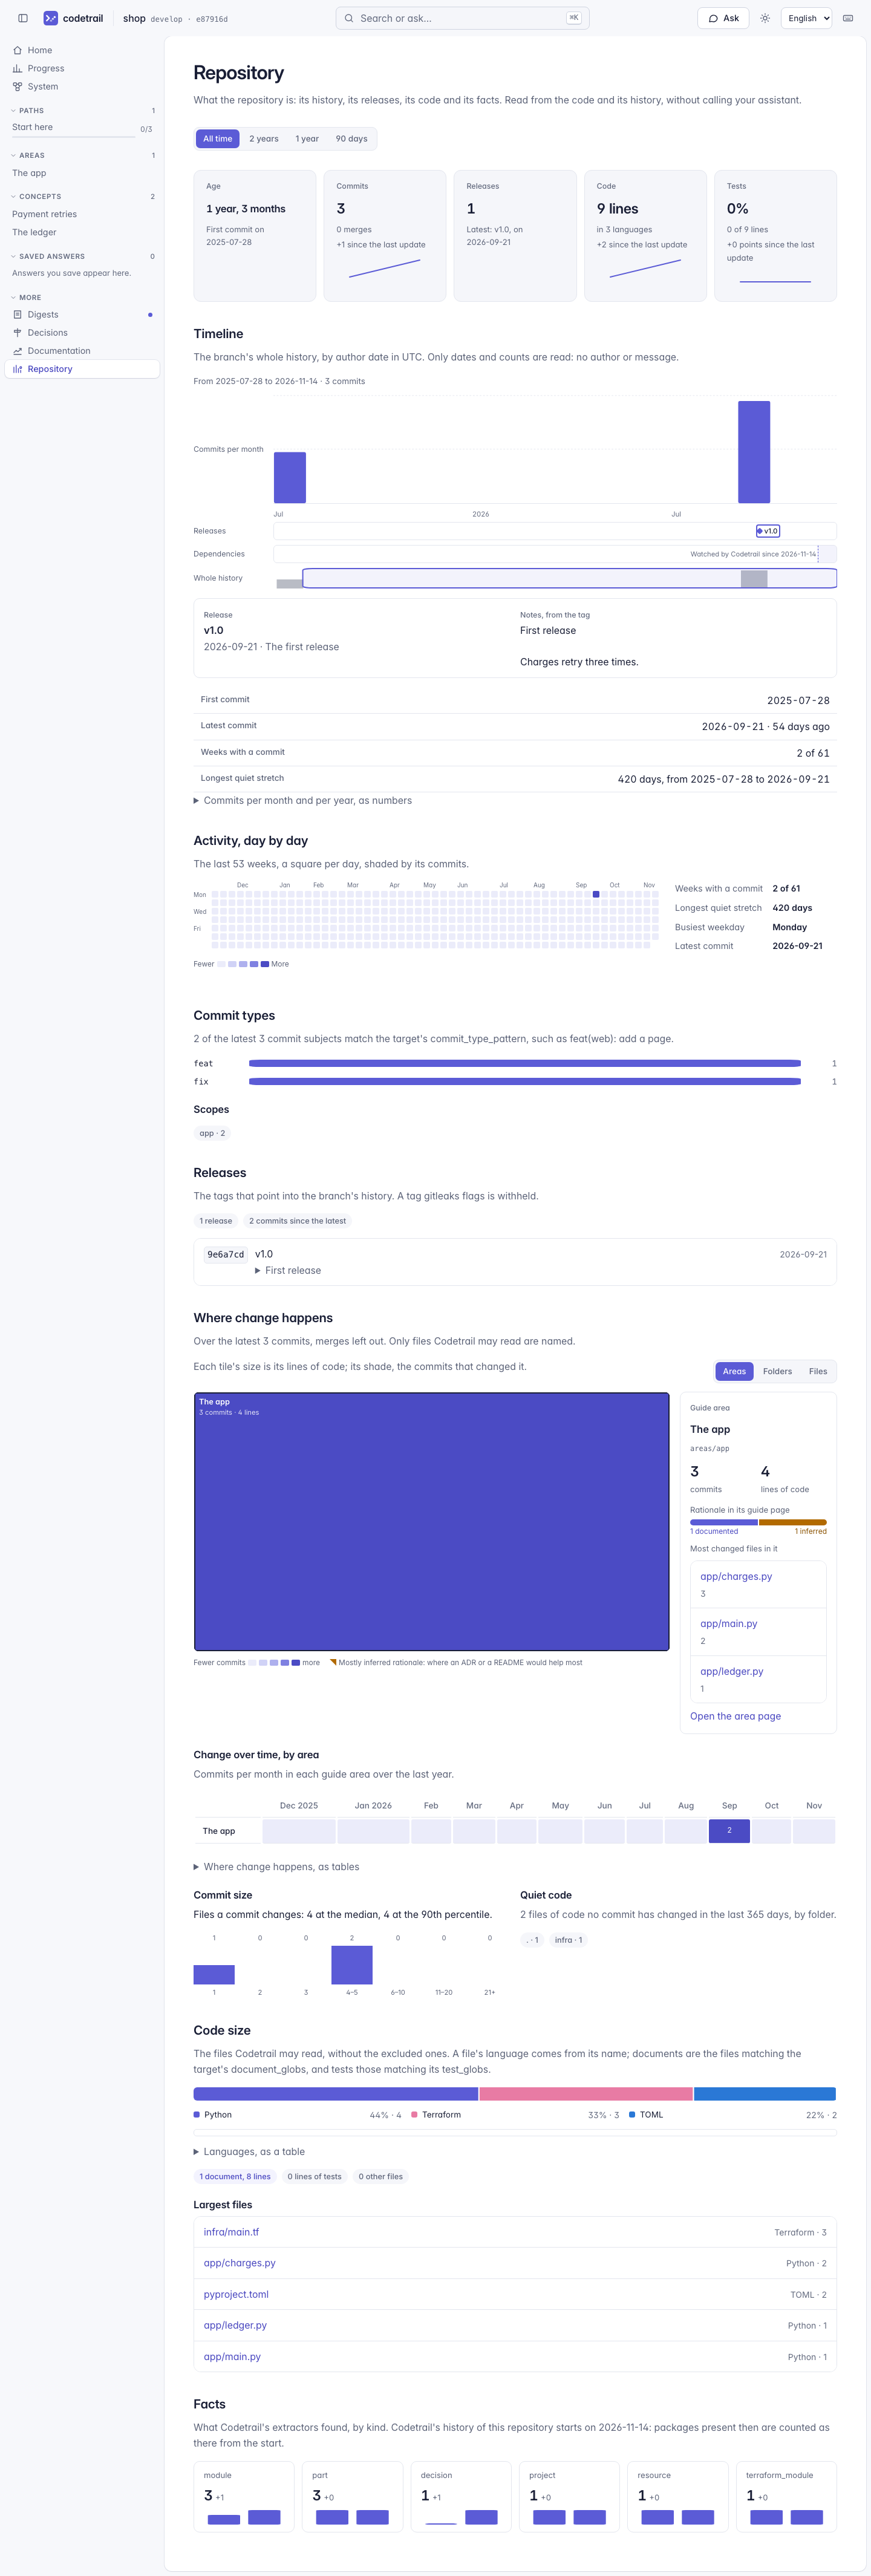 codetrail
shop develop · e87916d
Search or ask...
⌘K
Ask
English
Home
Progress
System
PATHS 1
Start here 0/3
AREAS 1
The app
CONCEPTS 2
Payment retries
The ledger
SAVED ANSWERS 0
Answers you save appear here.
MORE
Digests
Decisions
Documentation
Repository
Repository
What the repository is: its history, its releases, its code and its facts. Read from the code and its history, without calling your assistant.
All time 2 years 1 year 90 days
Age
1 year, 3 months
First commit on
2025-07-28
Commits
3
0 merges
+1 since the last update
Releases
1
Latest: v1.0, on
2026-09-21
Code
9 lines
in 3 languages
+2 since the last update
Tests
0%
0 of 9 lines
+0 points since the last
update
Timeline
The branch's whole history, by author date in UTC. Only dates and counts are read: no author or message.
From 2025-07-28 to 2026-11-14 · 3 commits
Commits per month
Jul 2026 Jul
Releases
v1.0
Dependencies
Watched by Codetrail since 2026-11-14
Whole history
Release
v1.0
2026-09-21 · The first release
Notes, from the tag
First release
Charges retry three times.
First commit 2025-07-28
Latest commit 2026-09-21 · 54 days ago
Weeks with a commit 2 of 61
Longest quiet stretch 420 days, from 2025-07-28 to 2026-09-21
Commits per month and per year, as numbers
Activity, day by day
The last 53 weeks, a square per day, shaded by its commits.
Dec Jan Feb Mar Apr May Jun Jul Aug Sep Oct Nov
Mon
Wed
Fri
Fewer More
Weeks with a commit 2 of 61
Longest quiet stretch 420 days
Busiest weekday Monday
Latest commit 2026-09-21
Commit types
2 of the latest 3 commit subjects match the target's commit_type_pattern, such as feat(web): add a page.
feat 1
fix 1
Scopes
app · 2
Releases
The tags that point into the branch's history. A tag gitleaks flags is withheld.
1 release 2 commits since the latest
9e6a7cd v1.0 2026-09-21
First release
Where change happens
Over the latest 3 commits, merges left out. Only files Codetrail may read are named.
Each tile's size is its lines of code; its shade, the commits that changed it.
Areas Folders Files
The app
3 commits · 4 lines
Fewer commits more Mostly inferred rationale: where an ADR or a README would help most
Guide area
The app
areas/app
3 4
commits lines of code
Rationale in its guide page
1 documented 1 inferred
Most changed files in it
app/charges.py
3
app/main.py
2
app/ledger.py
1
Open the area page
Change over time, by area
Commits per month in each guide area over the last year.
Dec 2025 Jan 2026 Feb Mar Apr May Jun Jul Aug Sep Oct Nov
The app 2
Where change happens, as tables
Commit size
Files a commit changes: 4 at the median, 4 at the 90th percentile.
1 0 0 2 0 0 0
1 2 3 4–5 6–10 11–20 21+
Quiet code
2 files of code no commit has changed in the last 365 days, by folder.
. · 1 infra · 1
Code size
The files Codetrail may read, without the excluded ones. A file's language comes from its name; documents are the files matching the
target's document_globs, and tests those matching its test_globs.
Python 44% · 4 Terraform 33% · 3 TOML 22% · 2
Languages, as a table
1 document, 8 lines 0 lines of tests 0 other files
Largest files
infra/main.tf Terraform · 3
app/charges.py Python · 2
pyproject.toml TOML · 2
app/ledger.py Python · 1
app/main.py Python · 1
Facts
What Codetrail's extractors found, by kind. Codetrail's history of this repository starts on 2026-11-14: packages present then are counted as
there from the start.
module
3 +1
part
3 +0
decision
1 +1
project
1 +0
resource
1 +0
terraform_module
1 +0